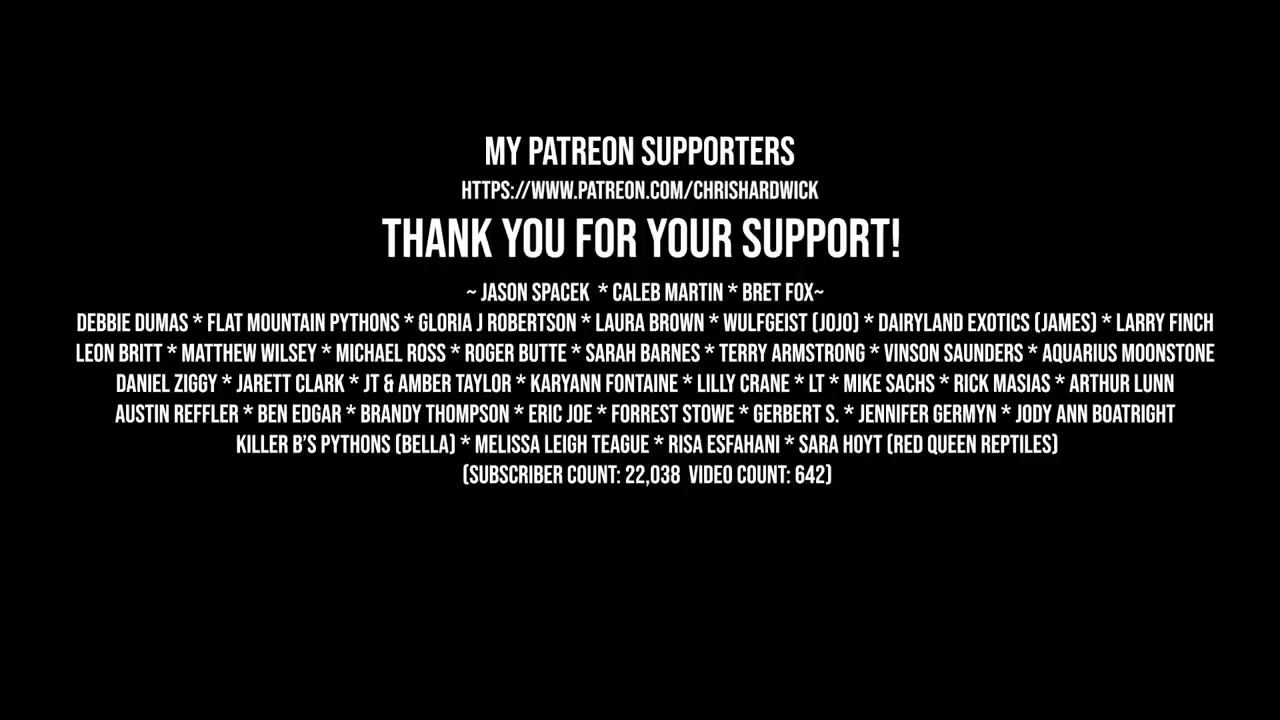 MY PATREON SUPPORTERS
HTTPS://WWW.PATREON.COM/CHRISHARDWICK
THANK YOU FOR YOUR SUPPORT!
~ JASON SPACEK * CALEB MARTIN * BRET FOX~
DEBBIE DUMAS * FLAT MOUNTAIN PYTHONS * GLORIA J ROBERTSON * LAURA BROWN * WULFGEIST (JOJO) * DAIRYLAND EXOTICS (JAMES) * LARRY FINCH
LEON BRITT * MATTHEW WILSEY * MICHAEL ROSS * ROGER BUTTE * SARAH BARNES * TERRY ARMSTRONG * VINSON SAUNDERS * AQUARIUS MOONSTONE
DANIEL ZIGGY * JARETT CLARK * JT & AMBER TAYLOR * KARYANN FONTAINE * LILLY CRANE * LT * MIKE SACHS * RICK MASIAS * ARTHUR LUNN
AUSTIN REFFLER * BEN EDGAR * BRANDY THOMPSON * ERIC JOE * FORREST STOWE * GERBERT S. * JENNIFER GERMYN * JODY ANN BOATRIGHT
KILLER B'S PYTHONS (BELLA) * MELISSA LEIGH TEAGUE * RISA ESFAHANI * SARA HOYT (RED QUEEN REPTILES)
(SUBSCRIBER COUNT: 22,038 VIDEO COUNT: 642)